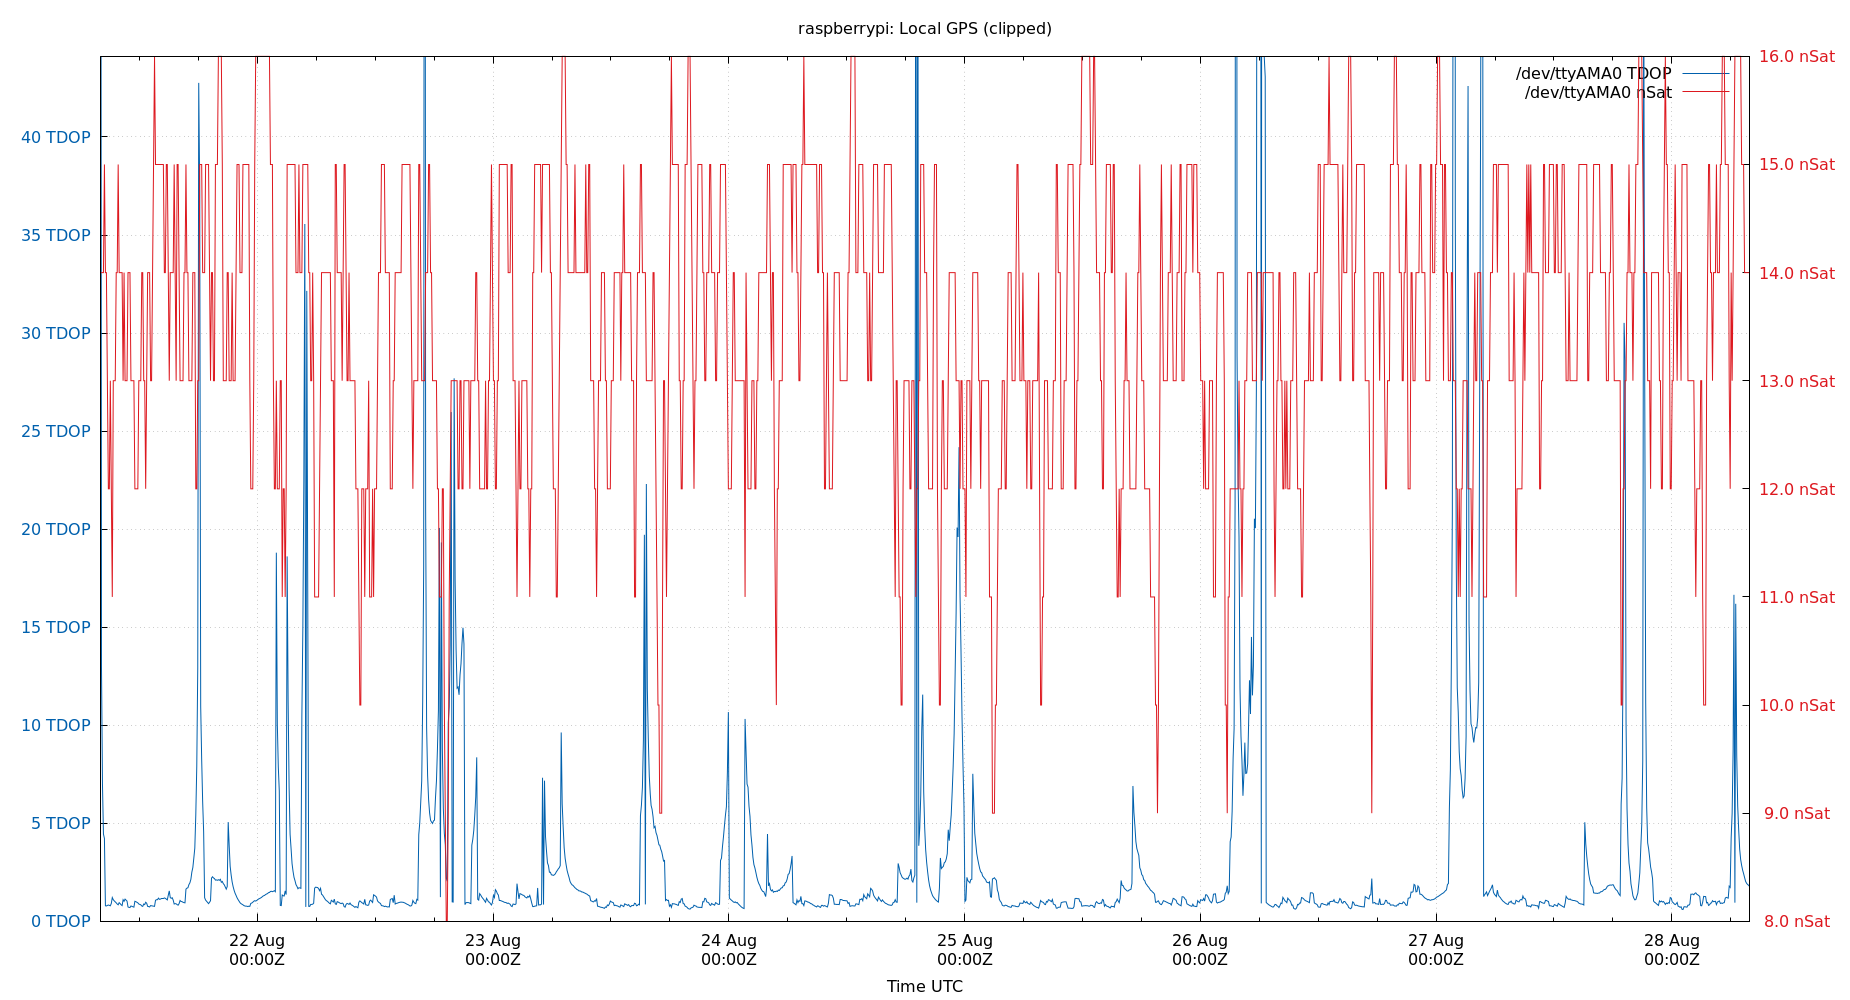 raspberrypi: Local GPS (clipped)
16.0 nSat
/dev/ttyAMA0 TDOP
/dev/ttyAMA0 nSat
40 TDOP
15.0 nSat
35 TDOP
14.0 nSat
30 TDOP
13.0 nSat
25 TDOP
12.0 nSat
20 TDOP
11.0 nSat
15 TDOP
10.0 nSat
10 TDOP
9.0 nSat
5 TDOP
0 TDOP
8.0 nSat
22 Aug 23 Aug 24 Aug 25 Aug 26 Aug 27 Aug 28 Aug
00:00Z 00:00Z 00:00Z 00:00Z 00:00Z 00:00Z 00:00Z
Time UTC